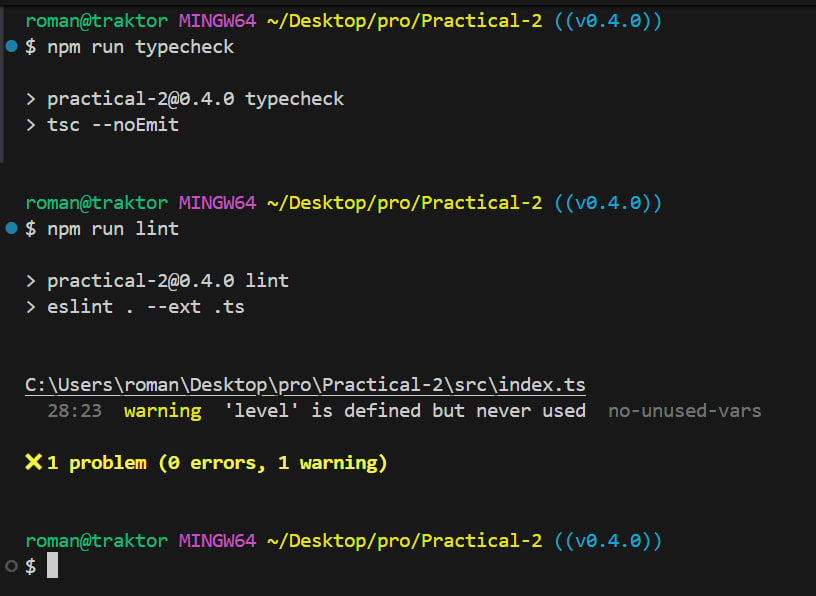 roman@traktor MINGW64 ~/Desktop/pro/Practical-2 ((v0.4.0))
$ npm run typecheck
> practical-2@0.4.0 typecheck
> tsc --noEmit
roman@traktor MINGW64 ~/Desktop/pro/Practical-2 ((v0.4.0))
$ npm run lint
> practical-2@0.4.0 lint
> eslint . --ext .ts
C:\Users\roman\Desktop\pro\Practical-2\src\index.ts
28:23 warning 'level' is defined but never used no-unused-vars
✖ 1 problem (0 errors, 1 warning)
roman@traktor MINGW64 ~/Desktop/pro/Practical-2 ((v0.4.0))
$